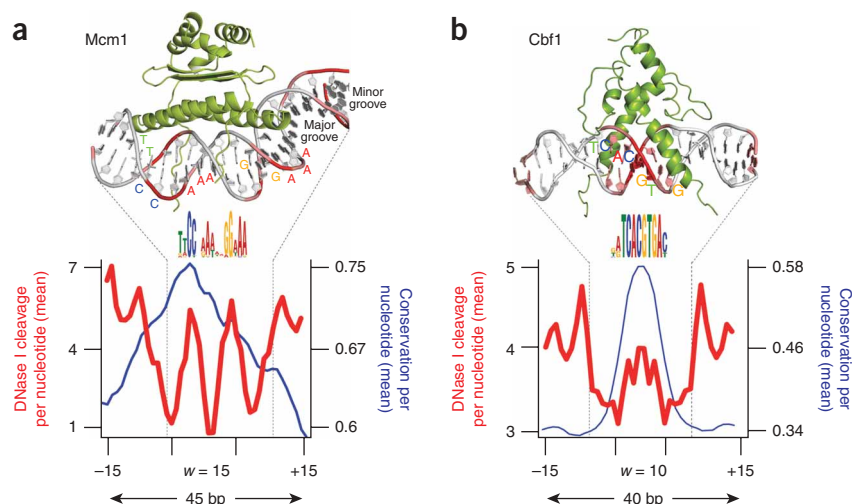 a
Mcm1
Minor
groove
Major
groove
T T C C A A A G G A A A
7
4
1
DNase I cleavage
per nucleotide (mean)
0.75
0.67
0.6
Conservation per
nucleotide (mean)
–15
w = 15
+15
45 bp
b
Cbf1
T C A C G T G
TCACGTGAC
5
4
3
DNase I cleavage
per nucleotide (mean)
0.58
0.46
0.34
Conservation per
nucleotide (mean)
–15
w = 10
+15
40 bp